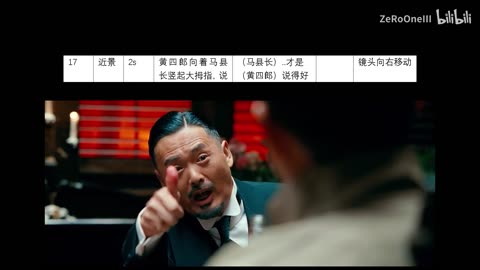 ZeRoOneIII bilibili
17 近景 2s 黄四郎向着马县 （马县长）..才是 镜头向右移动
长竖起大拇指，说 （黄四郎）说得好